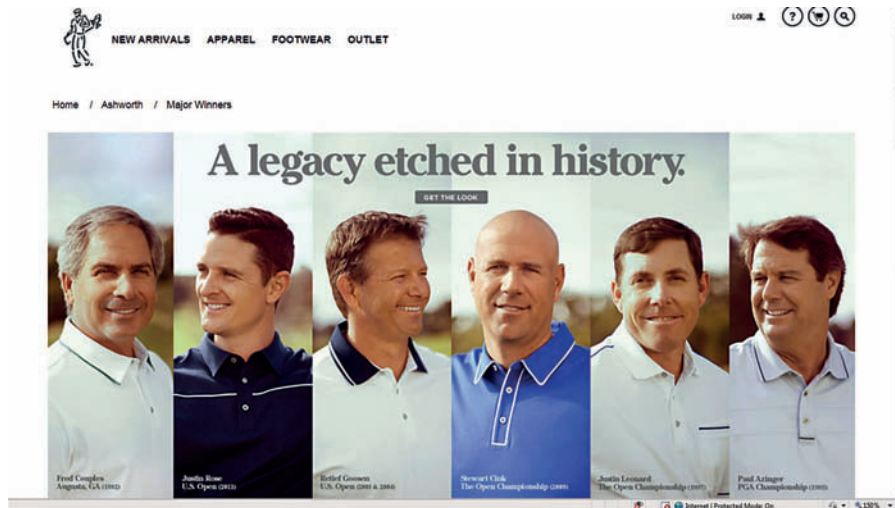 LOGIN
?
NEW ARRIVALS APPAREL FOOTWEAR OUTLET
Home / Ashworth / Major Winners
A legacy etched in history.
GET THE LOOK
Fred Couples
Augusta, GA (1992)
Justin Rose
U.S. Open (2013)
Retief Goosen
U.S. Open (2001 & 2004)
Stewart Cink
The Open Championship (2009)
Justin Leonard
The Open Championship (1997)
Paul Azinger
PGA Championship (1993)
Internet | Protected Mode: On
150%